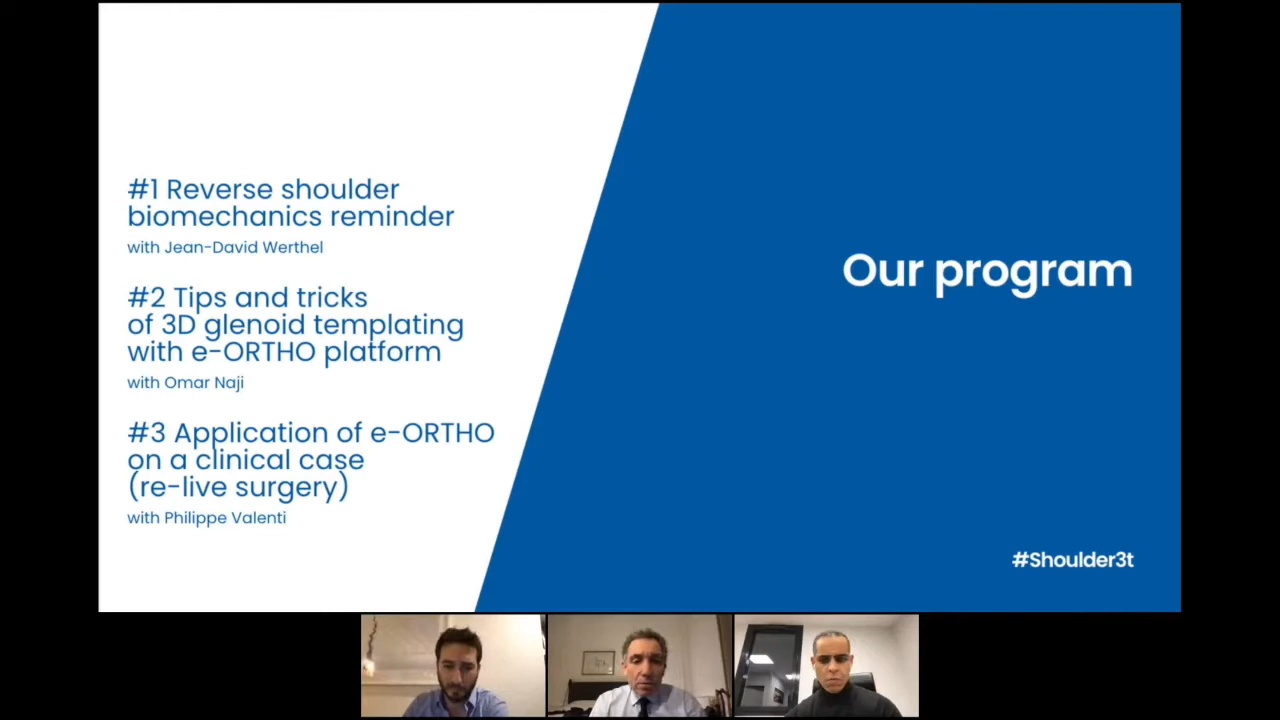 #1 Reverse shoulder
biomechanics reminder
with Jean-David Werthel
#2 Tips and tricks
of 3D glenoid templating
with e-ORTHO platform
with Omar Naji
#3 Application of e-ORTHO
on a clinical case
(re-live surgery)
with Philippe Valenti
Our program
#Shoulder3t